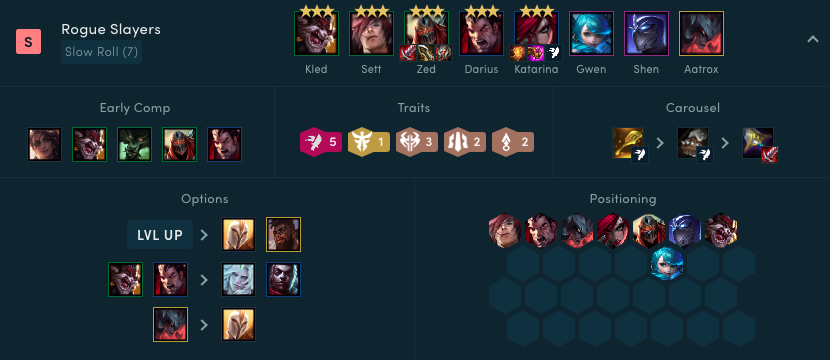 S
Rogue Slayers
Slow Roll (7)
Kled
Sett
Zed
Darius
Katarina
Gwen
Shen
Aatrox
Early Comp
Traits
Carousel
5
1
3
2
2
Options
Positioning
LVL UP